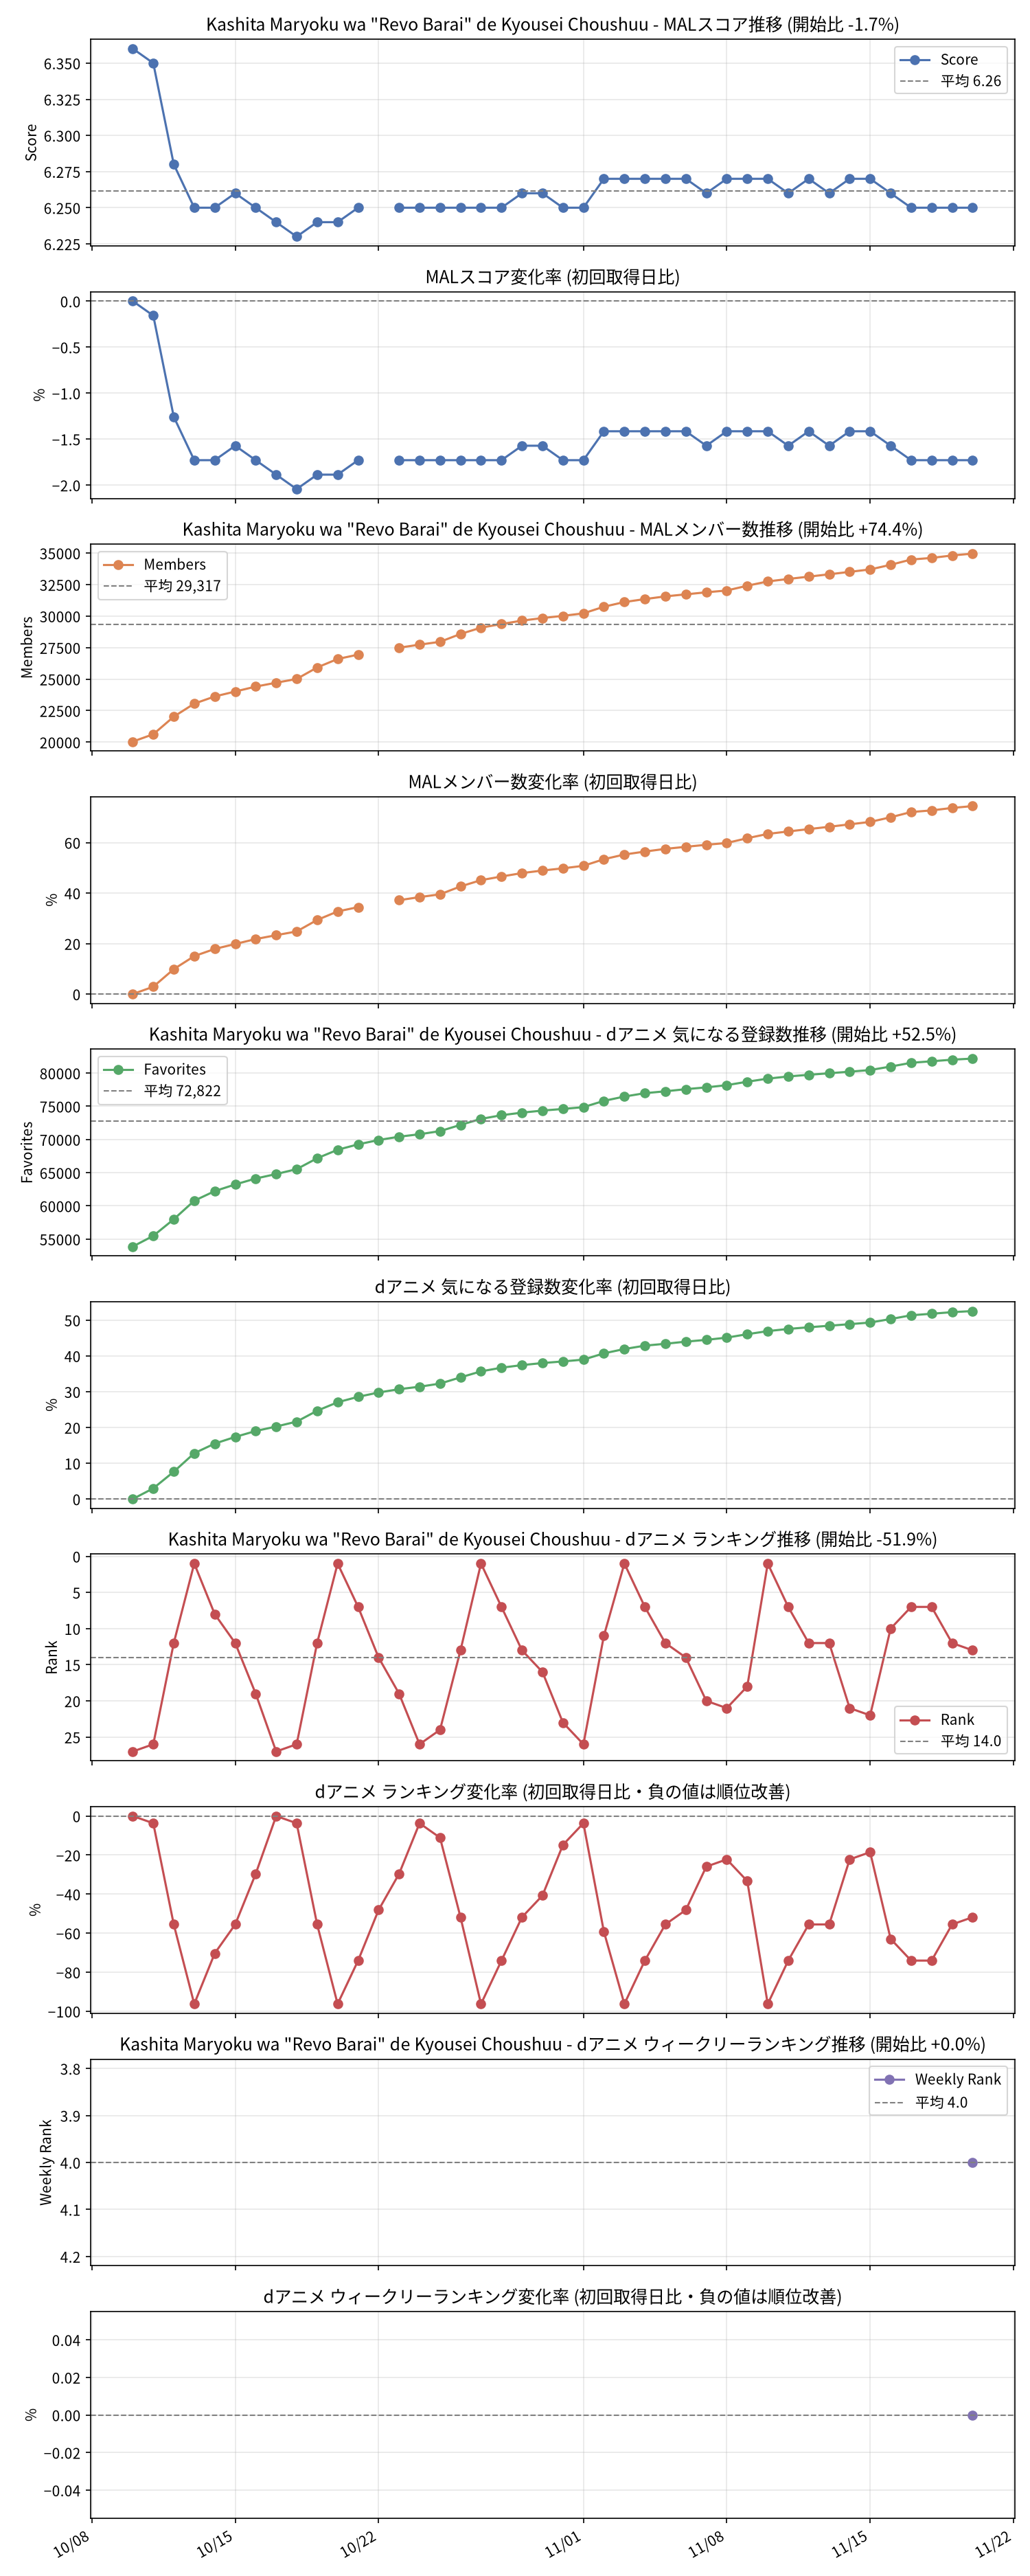 Kashita Maryoku wa "Revo Barai" de Kyousei Choushuu - MALスコア推移 (開始比 -1.7%)
Score
平均 6.26
Score
6.350
6.325
6.300
6.275
6.250
6.225
MALスコア変化率 (初回取得日比)
%
0.0
−0.5
−1.0
−1.5
−2.0
Kashita Maryoku wa "Revo Barai" de Kyousei Choushuu - MALメンバー数推移 (開始比 +74.4%)
Members
平均 29,317
Members
35000
32500
30000
27500
25000
22500
20000
MALメンバー数変化率 (初回取得日比)
%
60
40
20
0
Kashita Maryoku wa "Revo Barai" de Kyousei Choushuu - dアニメ 気になる登録数推移 (開始比 +52.5%)
Favorites
平均 72,822
Favorites
80000
75000
70000
65000
60000
55000
dアニメ 気になる登録数変化率 (初回取得日比)
%
50
40
30
20
10
0
Kashita Maryoku wa "Revo Barai" de Kyousei Choushuu - dアニメ ランキング推移 (開始比 -51.9%)
Rank
0
5
10
15
20
25
Rank
平均 14.0
dアニメ ランキング変化率 (初回取得日比・負の値は順位改善)
%
0
−20
−40
−60
−80
−100
Kashita Maryoku wa "Revo Barai" de Kyousei Choushuu - dアニメ ウィークリーランキング推移 (開始比 +0.0%)
Weekly Rank
平均 4.0
Weekly Rank
3.8
3.9
4.0
4.1
4.2
dアニメ ウィークリーランキング変化率 (初回取得日比・負の値は順位改善)
%
0.04
0.02
0.00
−0.02
−0.04
10/08
10/15
10/22
11/01
11/08
11/15
11/22